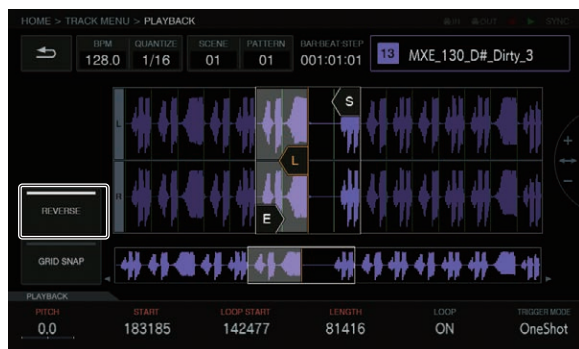 HOME > TRACK MENU > PLAYBACK
IN OUT SYNC
BPM QUANTIZE SCENE PATTERN BAR:BEAT:STEP
128.0 1/16 01 01 001:01:01 13 MXE_130_D#_Dirty_3
S
L
L
R
E
REVERSE
GRID SNAP
PLAYBACK
PITCH START LOOP START LENGTH LOOP TRIGGER MODE
0.0 183185 142477 81416 ON OneShot